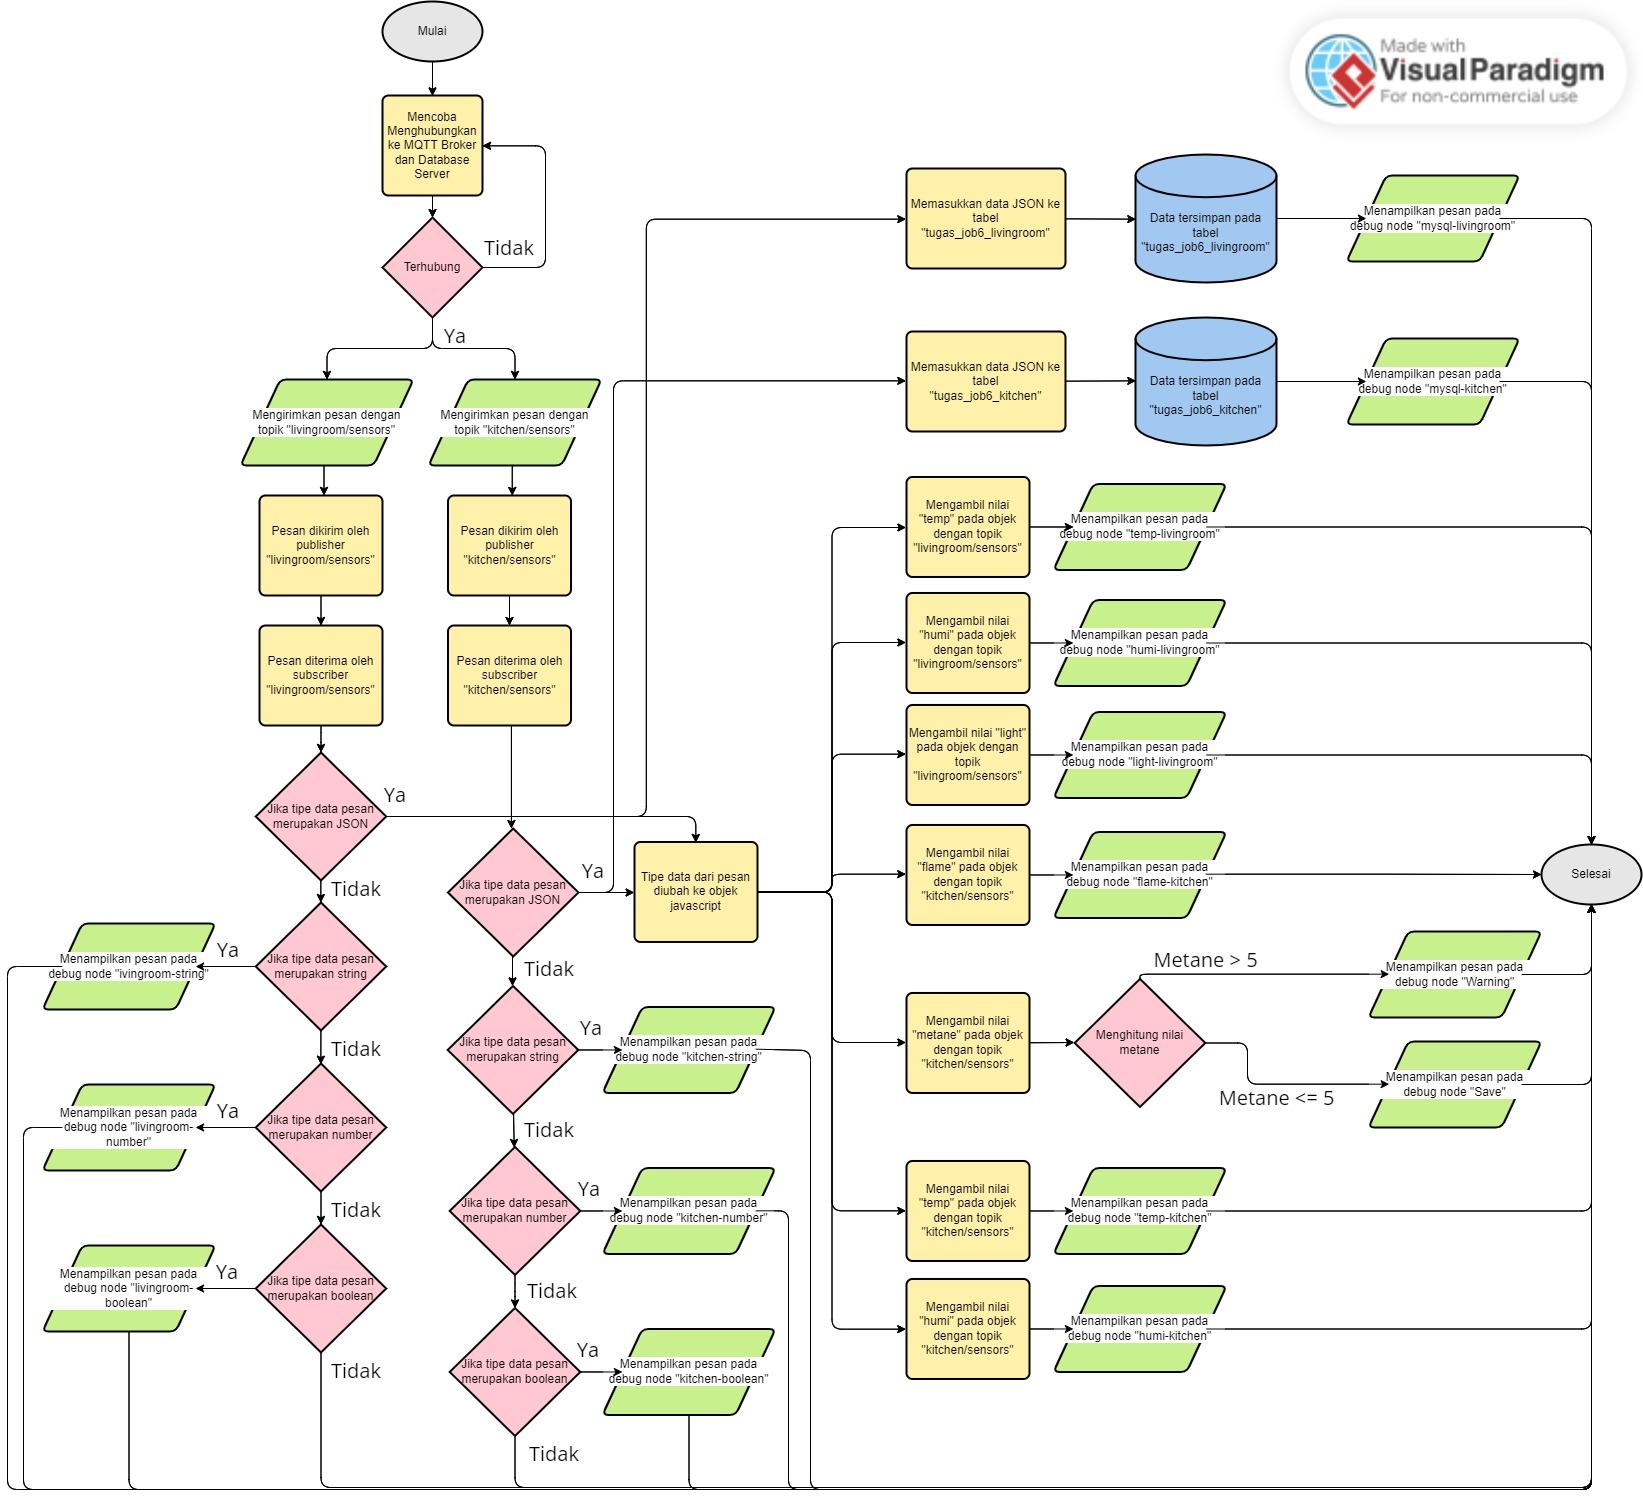 Mulai
Made with
Visual Paradigm
For non-commercial use
Mencoba
Menghubungkan
ke MQTT Broker
dan Database
Server
Terhubung
Tidak
Ya
Mengirimkan pesan dengan
topik "livingroom/sensors"
Mengirimkan pesan dengan
topik "kitchen/sensors"
Pesan dikirim oleh
publisher
"livingroom/sensors"
Pesan dikirim oleh
publisher
"kitchen/sensors"
Pesan diterima oleh
subscriber
"livingroom/sensors"
Pesan diterima oleh
subscriber
"kitchen/sensors"
Jika tipe data pesan
merupakan JSON
Ya
Tidak
Jika tipe data pesan
merupakan string
Ya
Menampilkan pesan pada
debug node "ivingroom-string"
Tidak
Jika tipe data pesan
merupakan number
Ya
Menampilkan pesan pada
debug node "livingroom-
number"
Tidak
Jika tipe data pesan
merupakan boolean
Ya
Menampilkan pesan pada
debug node "livingroom-
boolean"
Tidak
Jika tipe data pesan
merupakan JSON
Ya
Tidak
Jika tipe data pesan
merupakan string
Ya
Menampilkan pesan pada
debug node "kitchen-string"
Tidak
Jika tipe data pesan
merupakan number
Ya
Menampilkan pesan pada
debug node "kitchen-number"
Tidak
Jika tipe data pesan
merupakan boolean
Ya
Menampilkan pesan pada
debug node "kitchen-boolean"
Tidak
Tipe data dari pesan
diubah ke objek
javascript
Memasukkan data JSON ke
tabel
"tugas_job6_livingroom"
Data tersimpan pada
tabel
"tugas_job6_livingroom"
Menampilkan pesan pada
debug node "mysql-livingroom"
Memasukkan data JSON ke
tabel
"tugas_job6_kitchen"
Data tersimpan pada
tabel
"tugas_job6_kitchen"
Menampilkan pesan pada
debug node "mysql-kitchen"
Mengambil nilai
"temp" pada objek
dengan topik
"livingroom/sensors"
Menampilkan pesan pada
debug node "temp-livingroom"
Mengambil nilai
"humi" pada objek
dengan topik
"livingroom/sensors"
Menampilkan pesan pada
debug node "humi-livingroom"
Mengambil nilai "light"
pada objek dengan
topik
"livingroom/sensors"
Menampilkan pesan pada
debug node "light-livingroom"
Mengambil nilai
"flame" pada objek
dengan topik
"kitchen/sensors"
Menampilkan pesan pada
debug node "flame-kitchen"
Selesai
Mengambil nilai
"metane" pada objek
dengan topik
"kitchen/sensors"
Menghitung nilai
metane
Metane > 5
Menampilkan pesan pada
debug node "Warning"
Metane <= 5
Menampilkan pesan pada
debug node "Save"
Mengambil nilai
"temp" pada objek
dengan topik
"kitchen/sensors"
Menampilkan pesan pada
debug node "temp-kitchen"
Mengambil nilai
"humi" pada objek
dengan topik
"kitchen/sensors"
Menampilkan pesan pada
debug node "humi-kitchen"